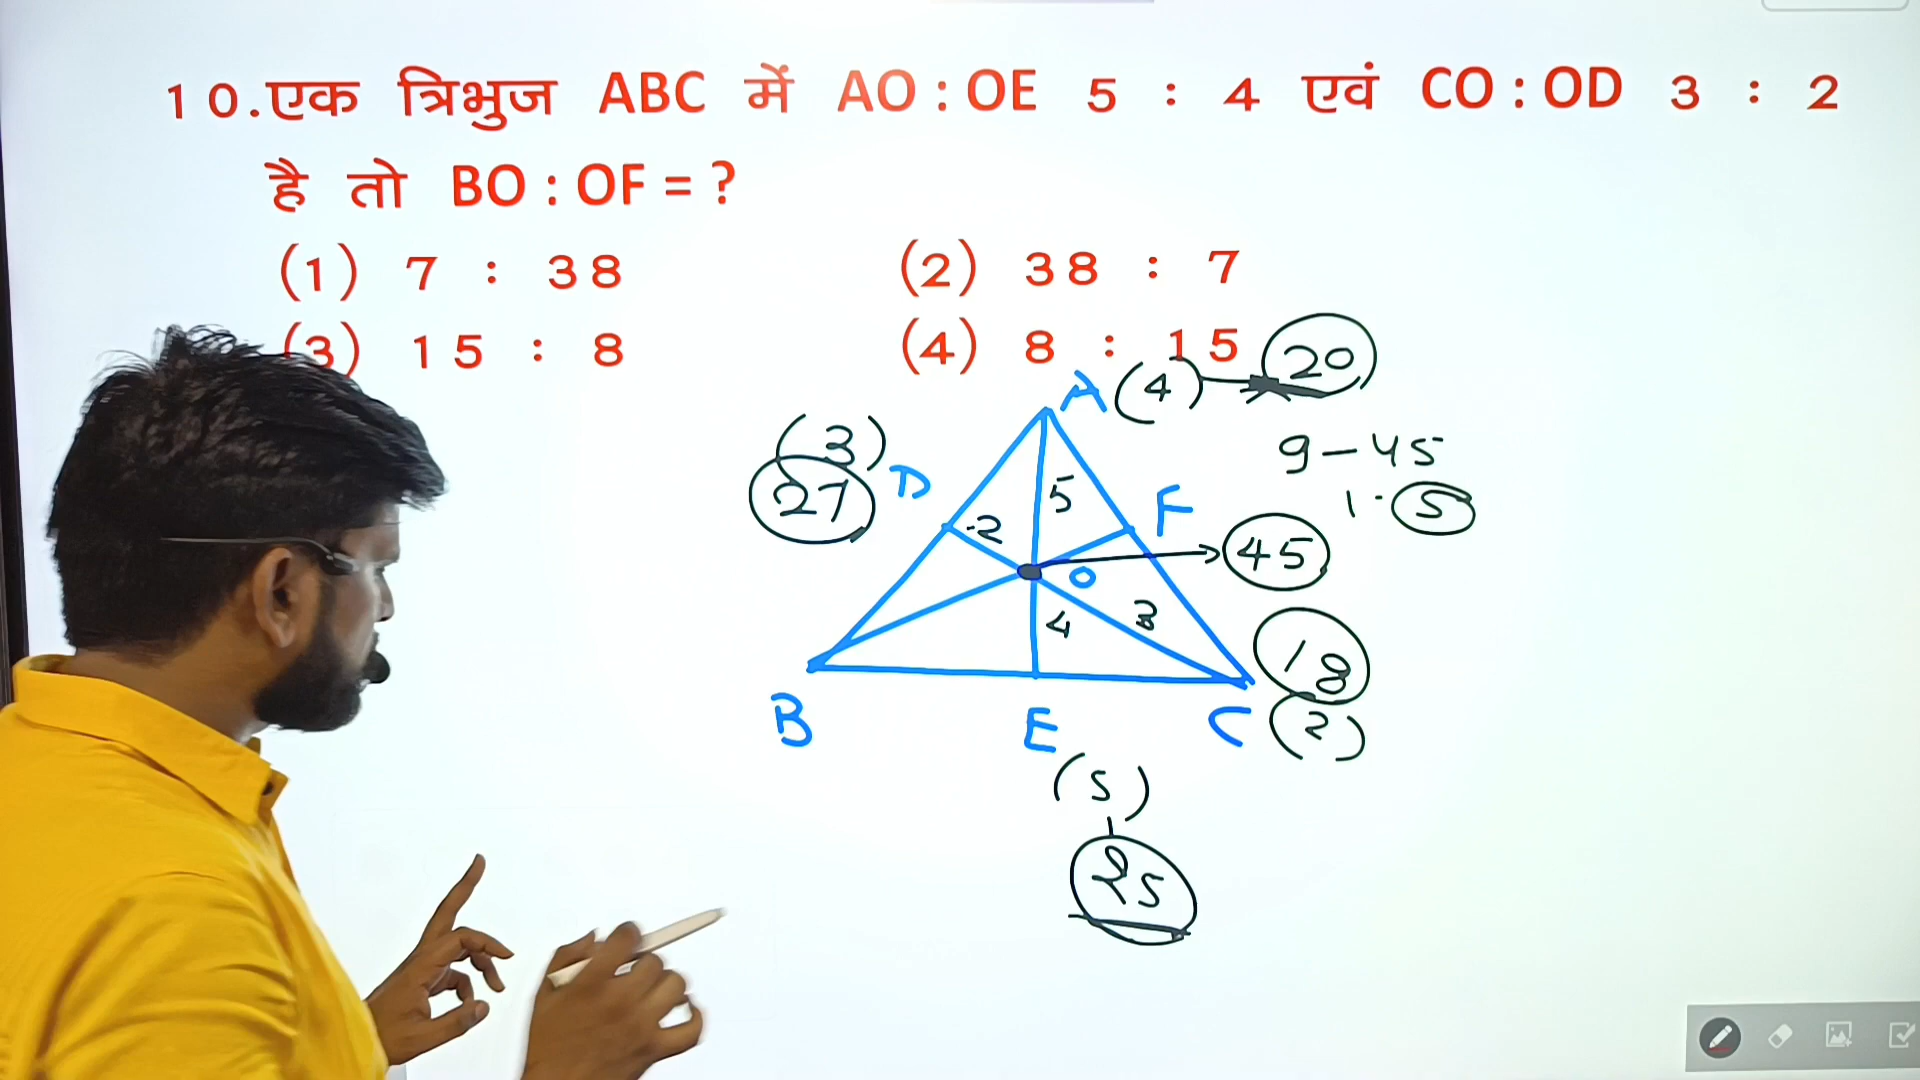 10.एक त्रिभुज ABC में AO:OE 5 : 4 एवं CO:OD 3 : 2
है तो BO:OF=?
(1) 7 : 38
(2) 38 : 7
(3) 15 : 8
(4) 8 : 15
20
A (4)
(3)
27 D
9-45
1. 5
5
F
2
45
O
4
3
18
B
E
C (2)
(5)
25